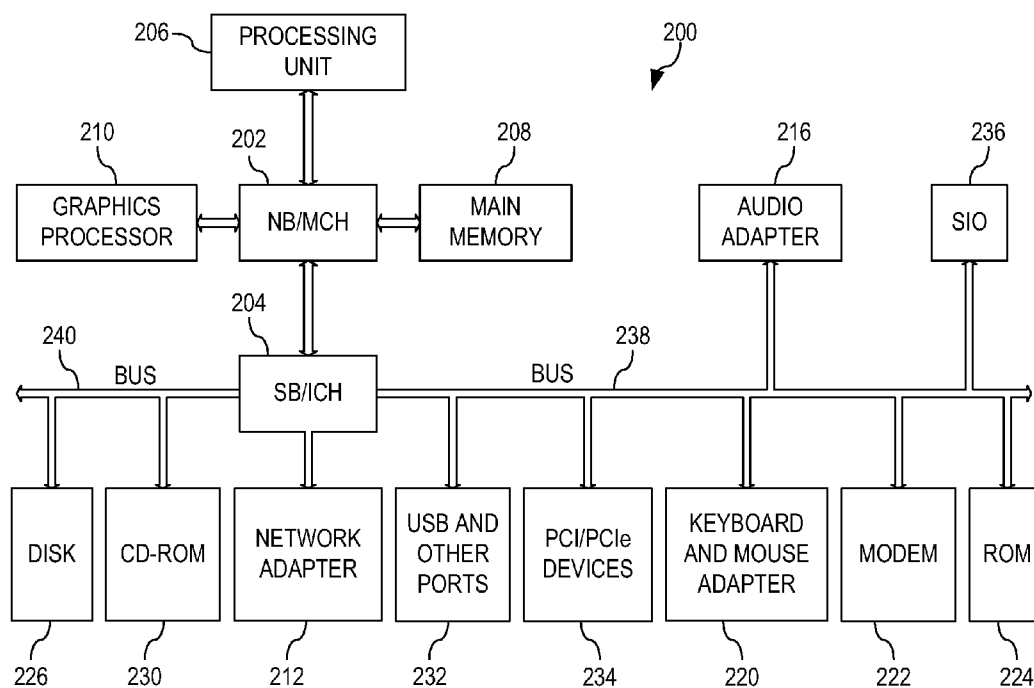 206
PROCESSING
UNIT
200
210
202
208
216
236
GRAPHICS
PROCESSOR
NB/MCH
MAIN
MEMORY
AUDIO
ADAPTER
SIO
204
240
238
BUS
SB/ICH
BUS
DISK
CD-ROM
NETWORK
ADAPTER
USB AND
OTHER
PORTS
PCI/PCIe
DEVICES
KEYBOARD
AND MOUSE
ADAPTER
MODEM
ROM
226
230
212
232
234
220
222
224